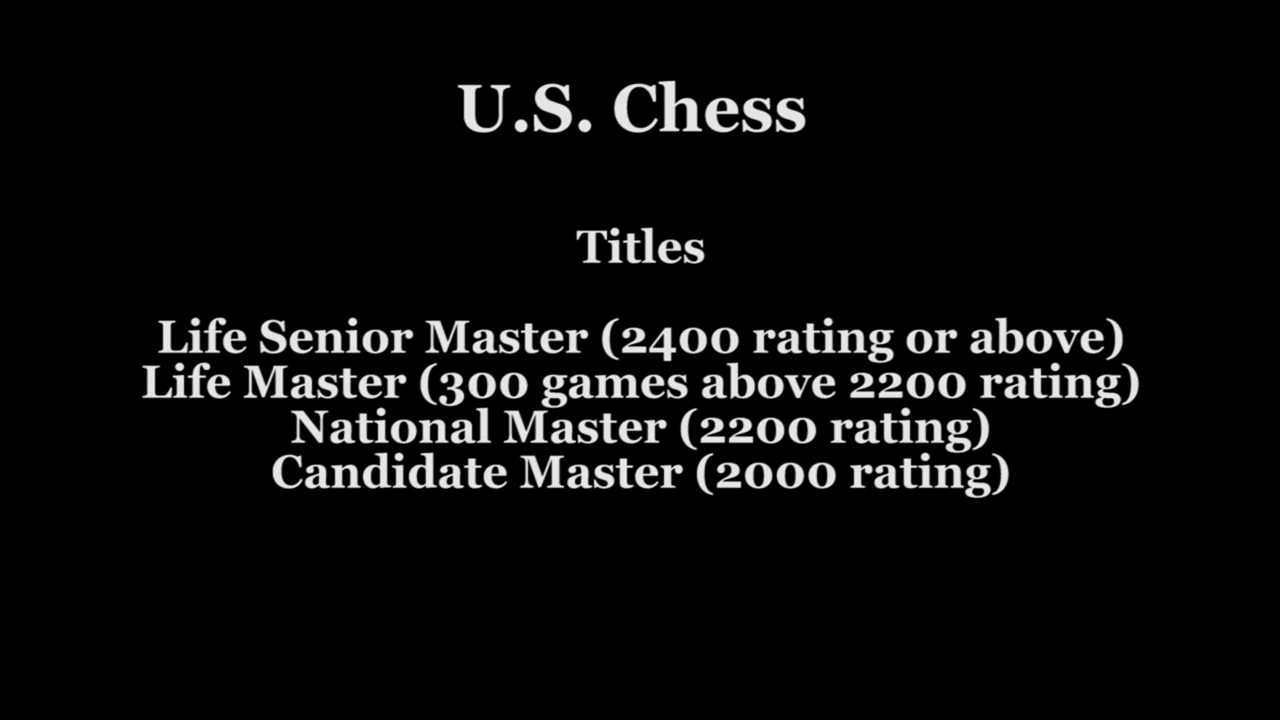 U.S. Chess
Titles
Life Senior Master (2400 rating or above)
Life Master (300 games above 2200 rating)
National Master (2200 rating)
Candidate Master (2000 rating)